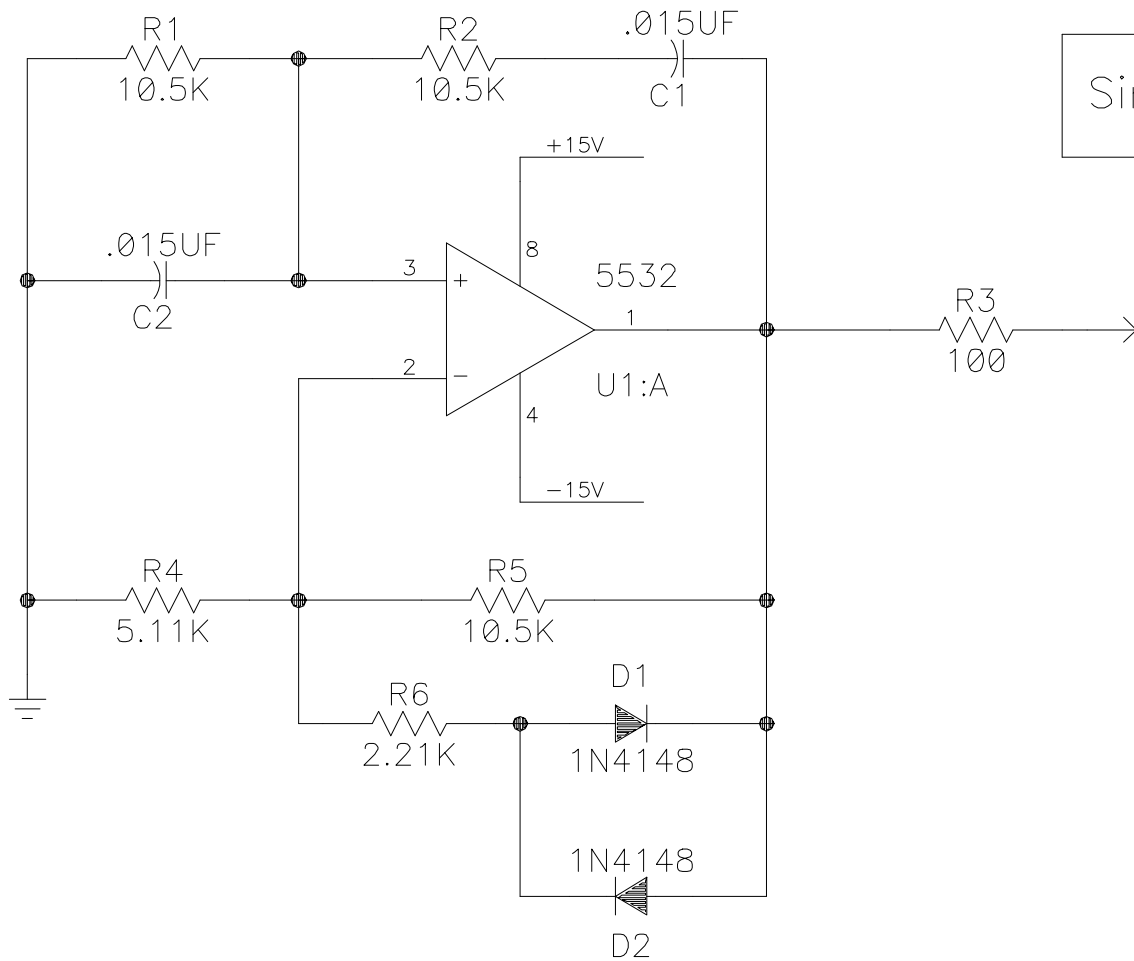 R1
10.5K
R2
10.5K
.015UF
C1
+15V
8
.015UF
C2
3
+
5532
1
2
−
U1:A
4
−15V
R3
100
R4
5.11K
R5
10.5K
R6
2.21K
D1
1N4148
1N4148
D2